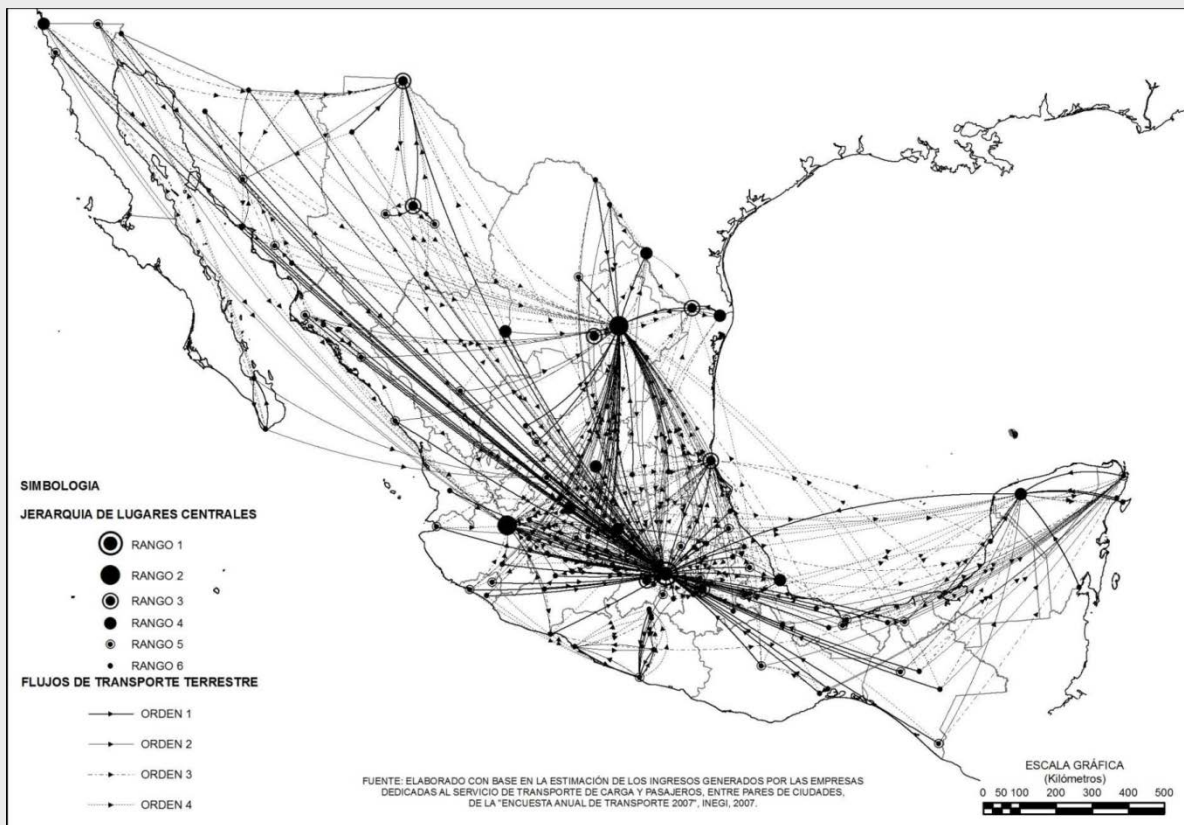 SIMBOLOGIA
JERARQUIA DE LUGARES CENTRALES
RANGO 1
RANGO 2
RANGO 3
RANGO 4
RANGO 5
RANGO 6
FLUJOS DE TRANSPORTE TERRESTRE
ORDEN 1
ORDEN 2
ORDEN 3
ORDEN 4
FUENTE: ELABORADO CON BASE EN LA ESTIMACIÓN DE LOS INGRESOS GENERADOS POR LAS EMPRESAS
DEDICADAS AL SERVICIO DE TRANSPORTE DE CARGA Y PASAJEROS, ENTRE PARES DE CIUDADES,
DE LA "ENCUESTA ANUAL DE TRANSPORTE 2007", INEGI, 2007.
ESCALA GRÁFICA
(Kilómetros)
0 50 100 200 300 400 500